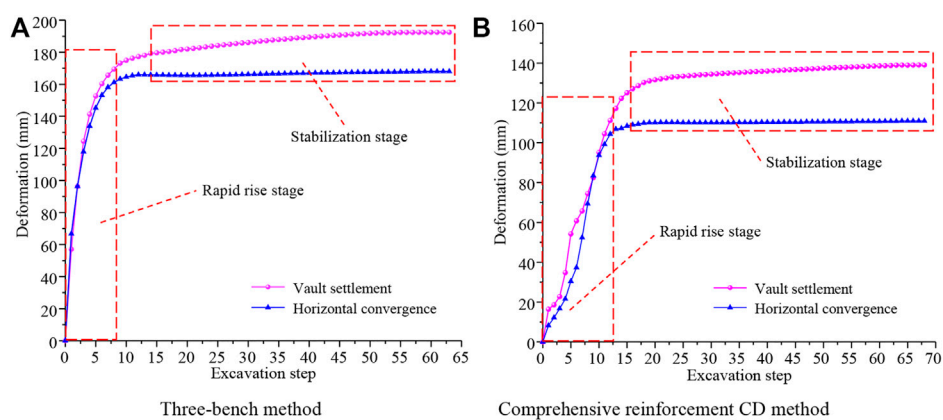 A
200
180
160
140
120
100
80
60
40
20
0
Deformation (mm)
Stabilization stage
Rapid rise stage
Vault settlement
Horizontal convergence
0 5 10 15 20 25 30 35 40 45 50 55 60 65
Excavation step
Three-bench method
B
160
140
120
100
80
60
40
20
0
Deformation (mm)
Stabilization stage
Rapid rise stage
Vault settlement
Horizontal convergence
0 5 10 15 20 25 30 35 40 45 50 55 60 65 70
Excavation step
Comprehensive reinforcement CD method